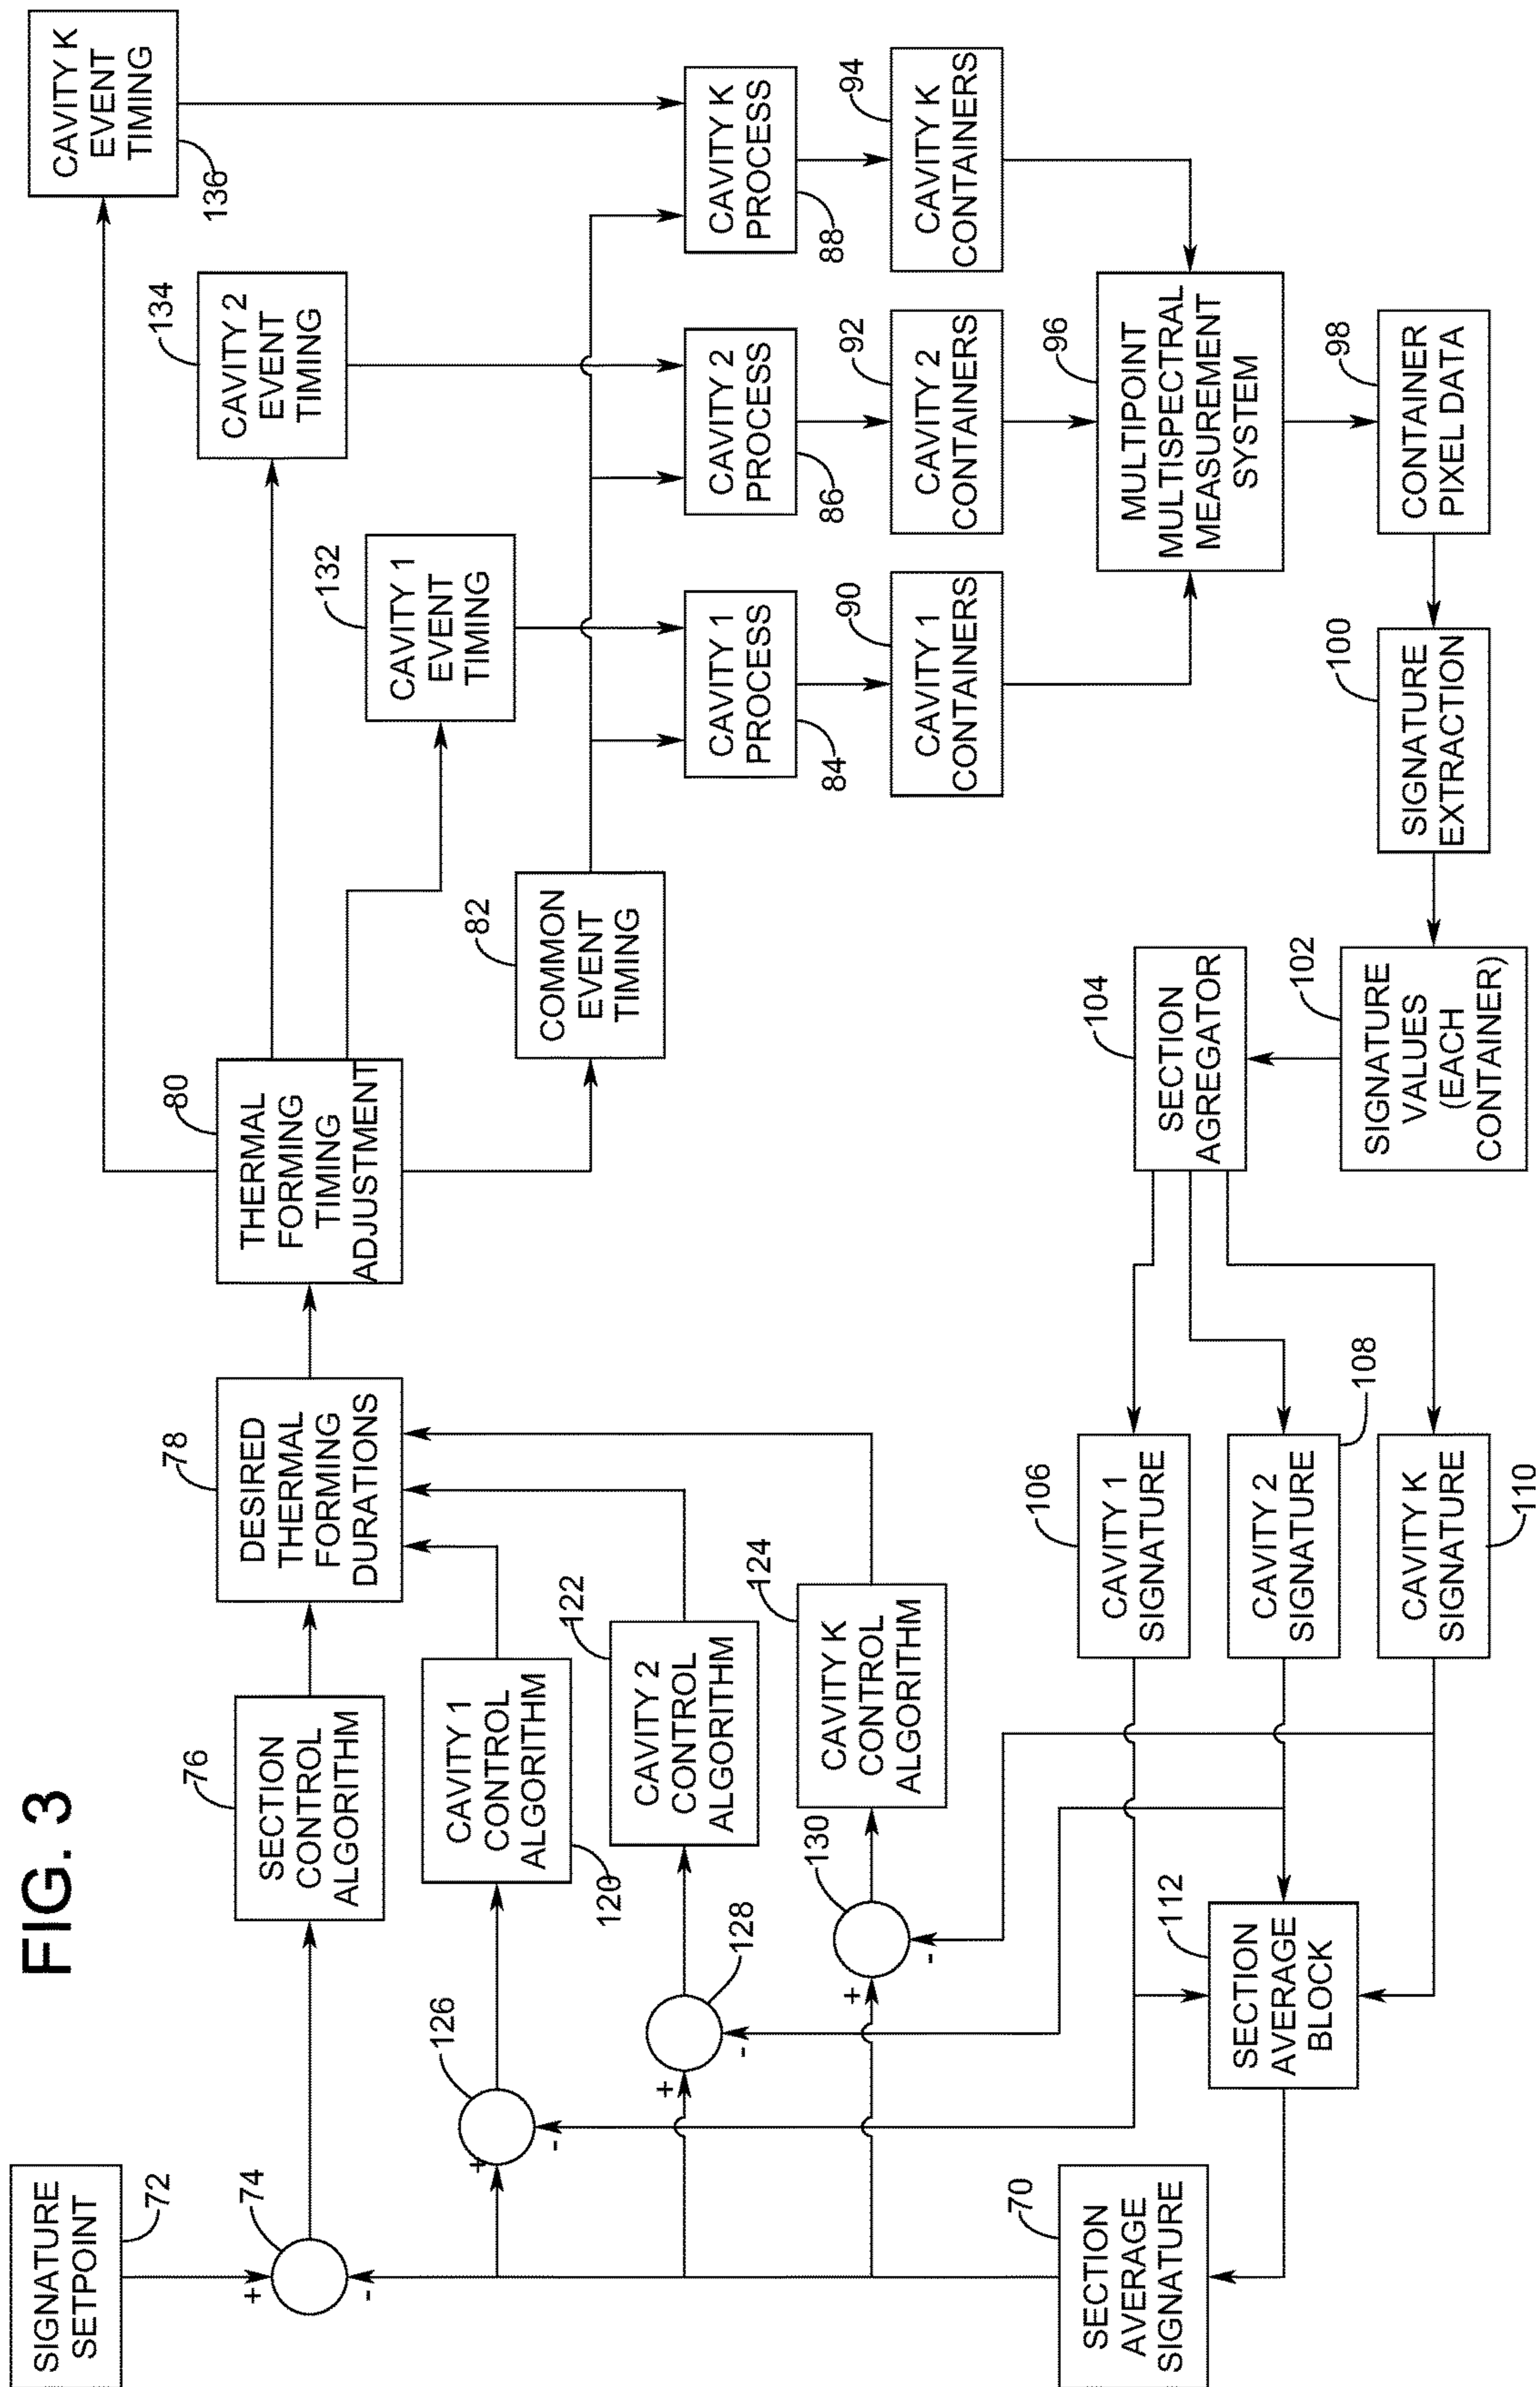 FIG. 3
SIGNATURE
SETPOINT
72
+
74
-
SECTION
CONTROL
ALGORITHM
76
DESIRED
THERMAL
FORMING
DURATIONS
78
THERMAL
FORMING
TIMING
ADJUSTMENT
80
CAVITY K
EVENT
TIMING
136
CAVITY 2
EVENT
TIMING
134
CAVITY 1
EVENT
TIMING
132
COMMON
EVENT
TIMING
82
126
+
-
CAVITY 1
CONTROL
ALGORITHM
120
128
+
-
CAVITY 2
CONTROL
ALGORITHM
122
130
+
-
CAVITY K
CONTROL
ALGORITHM
124
CAVITY 1
PROCESS
84
CAVITY 2
PROCESS
86
CAVITY K
PROCESS
88
CAVITY 1
CONTAINERS
90
CAVITY 2
CONTAINERS
92
CAVITY K
CONTAINERS
94
MULTIPOINT
MULTISPECTRAL
MEASUREMENT
SYSTEM
96
CONTAINER
PIXEL DATA
98
SIGNATURE
EXTRACTION
100
SIGNATURE
VALUES
(EACH
CONTAINER)
102
SECTION
AGREGATOR
104
CAVITY 1
SIGNATURE
106
CAVITY 2
SIGNATURE
108
CAVITY K
SIGNATURE
110
SECTION
AVERAGE
BLOCK
112
SECTION
AVERAGE
SIGNATURE
70